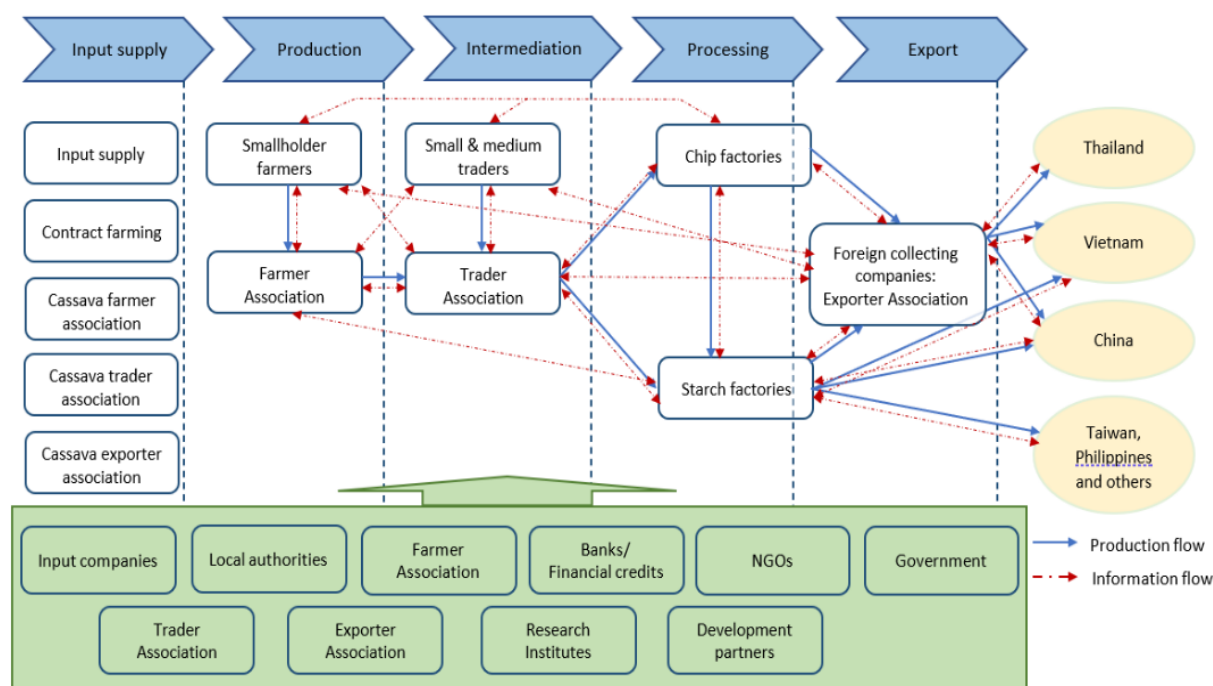 Input supply
Production
Intermediation
Processing
Export
Input supply
Contract farming
Cassava farmer
association
Cassava trader
association
Cassava exporter
association
Smallholder
farmers
Farmer
Association
Small & medium
traders
Trader
Association
Chip factories
Starch factories
Foreign collecting
companies:
Exporter Association
Thailand
Vietnam
China
Taiwan,
Philippines
and others
Production flow
Information flow
Input companies
Local authorities
Farmer
Association
Banks/
Financial credits
NGOs
Government
Trader
Association
Exporter
Association
Research
Institutes
Development
partners